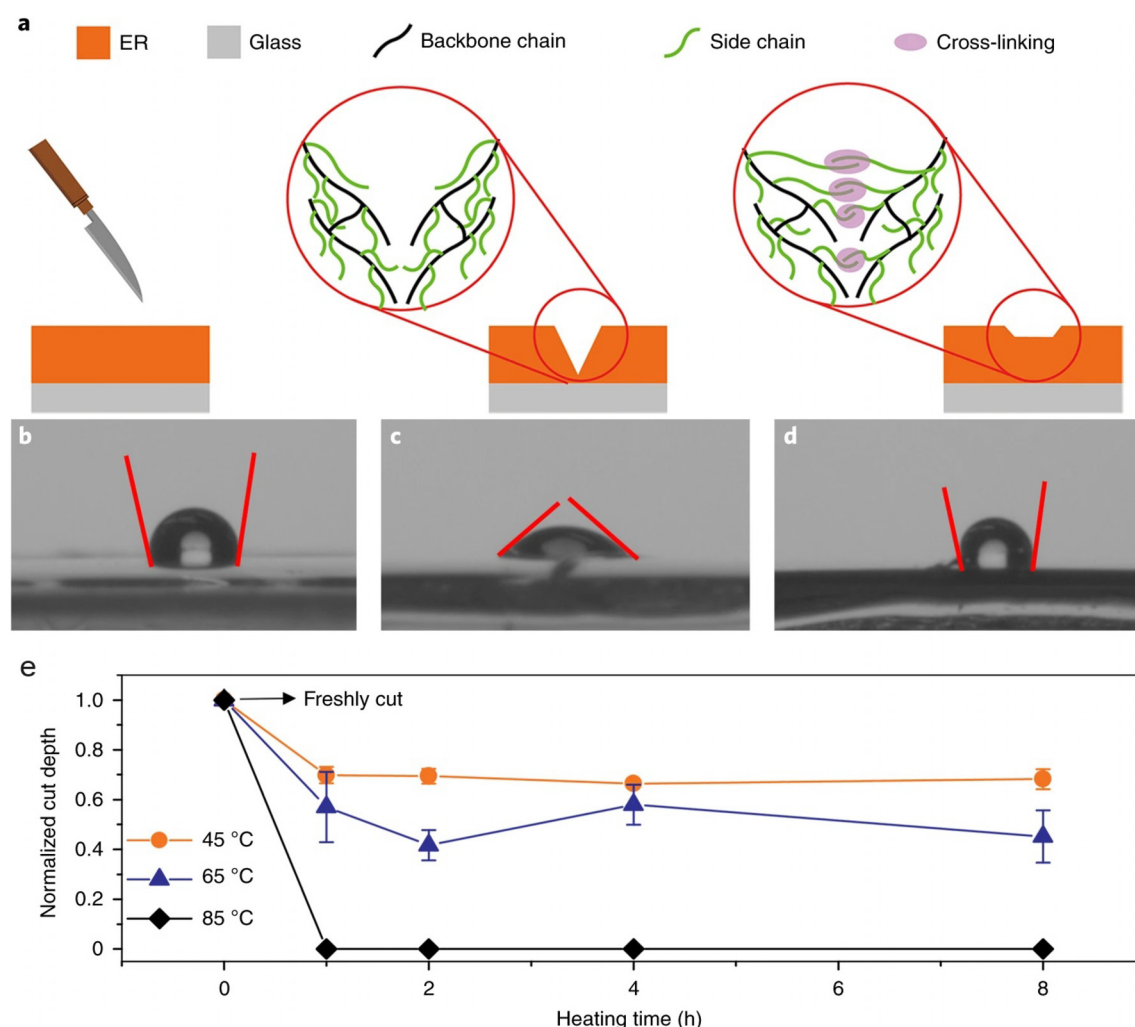 a
ER Glass Backbone chain Side chain Cross-linking
b c d
e
Normalized cut depth
1.0
0.8
0.6
0.4
0.2
0
Freshly cut
45 °C
65 °C
85 °C
0 2 4 6 8
Heating time (h)